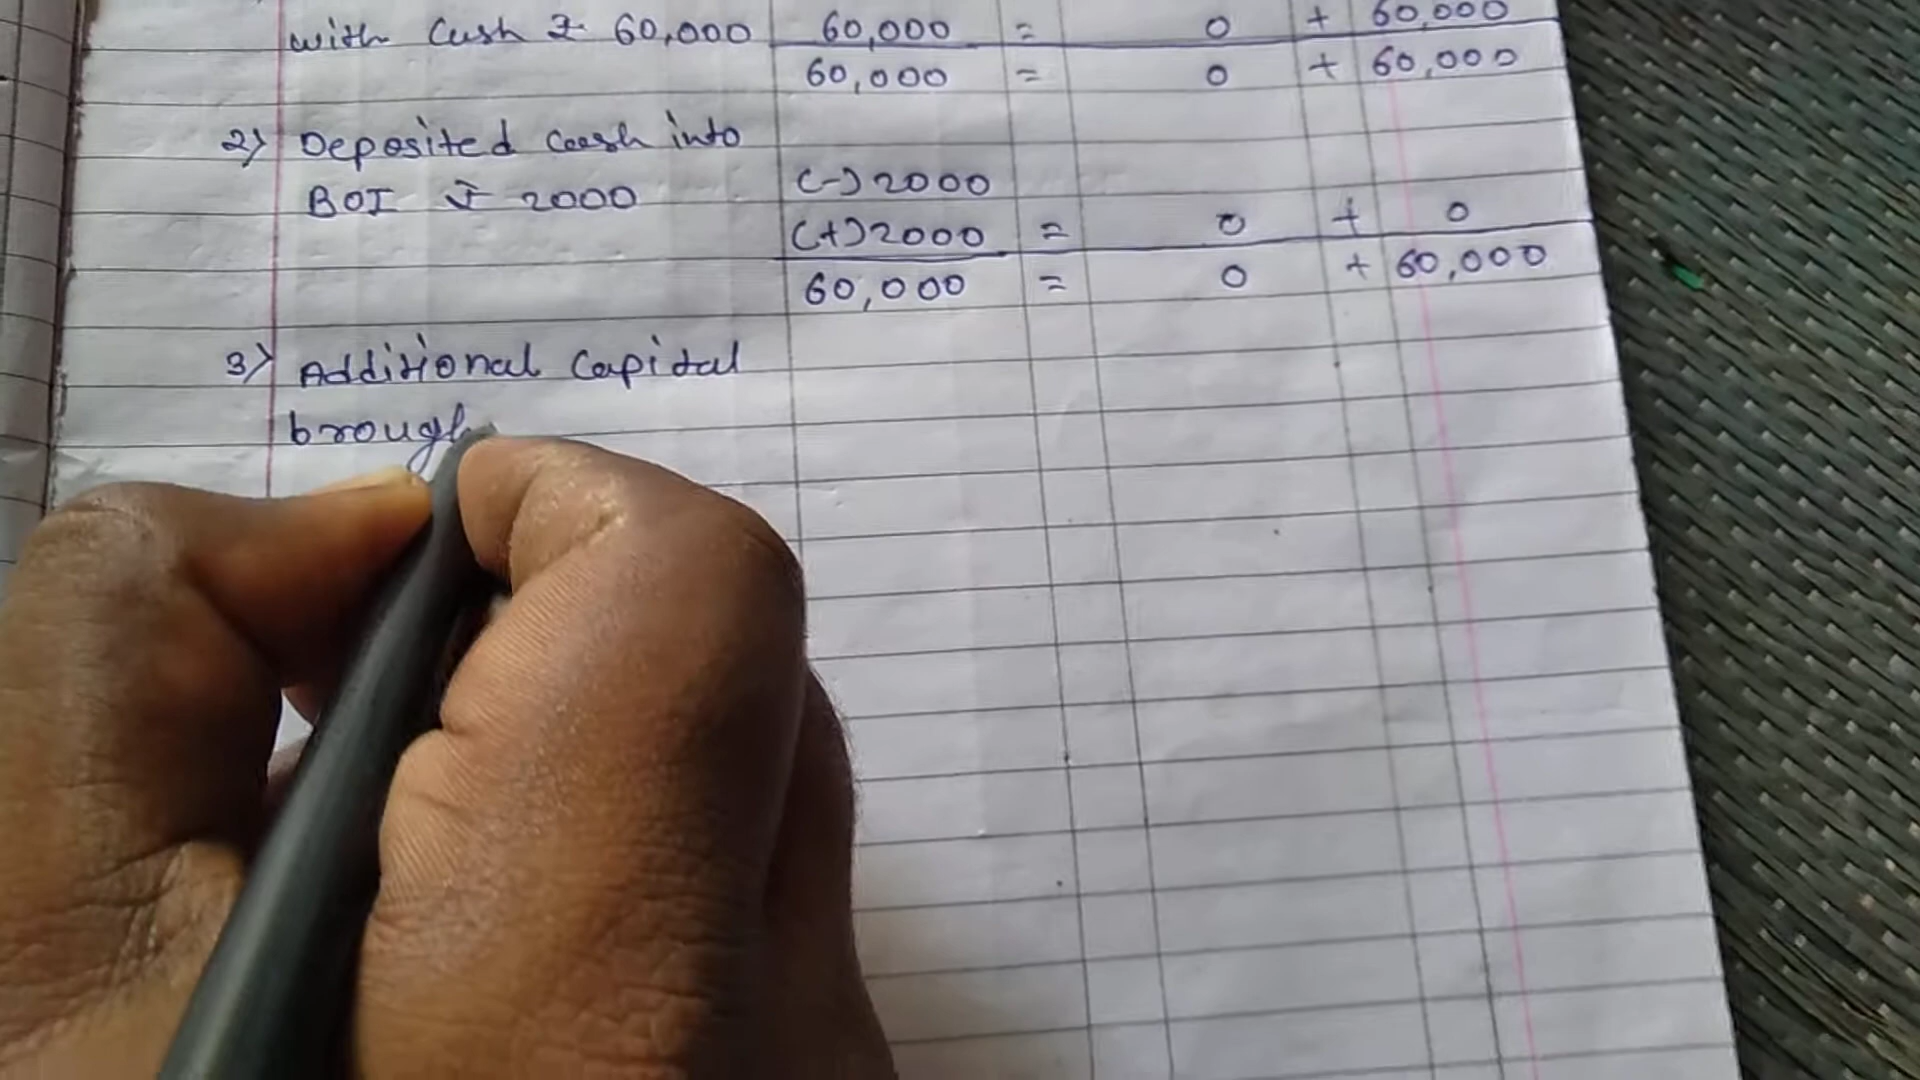 with Cash ₹ 60,000 60,000 = 0 + 60,000
60,000 = 0 + 60,000
2) Deposited Cash into
BOI ₹ 2000 (-) 2000
(+) 2000 = 0 + 0
60,000 = 0 + 60,000
3) Additional Capital
brough